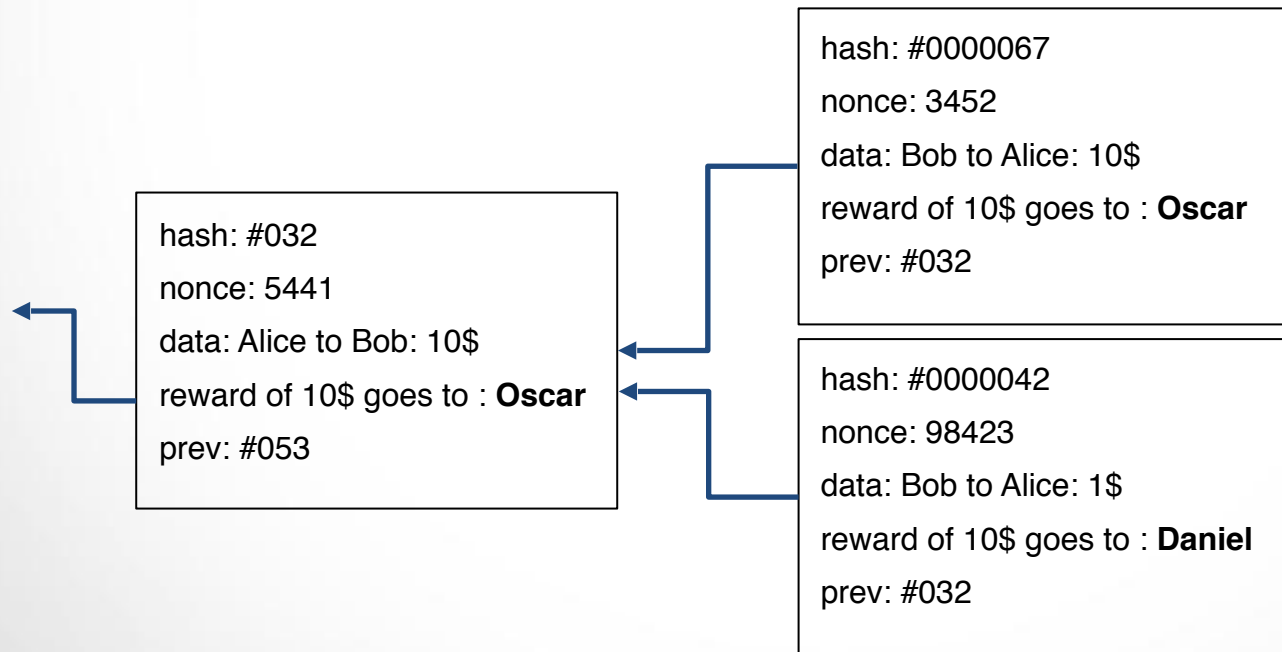 hash: #032
nonce: 5441
data: Alice to Bob: 10$
reward of 10$ goes to : Oscar
prev: #053
hash: #0000067
nonce: 3452
data: Bob to Alice: 10$
reward of 10$ goes to : Oscar
prev: #032
hash: #0000042
nonce: 98423
data: Bob to Alice: 1$
reward of 10$ goes to : Daniel
prev: #032